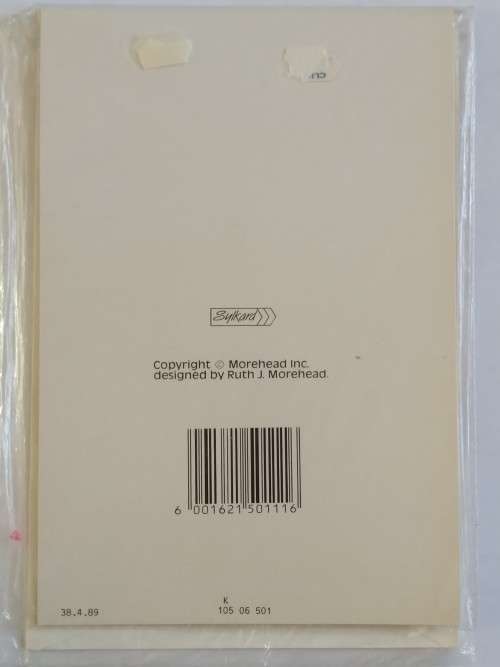 Sylkard
Copyright © Morehead Inc.
designed by Ruth J. Morehead.
6 001621 501116
K
38.4.89
105 06 501